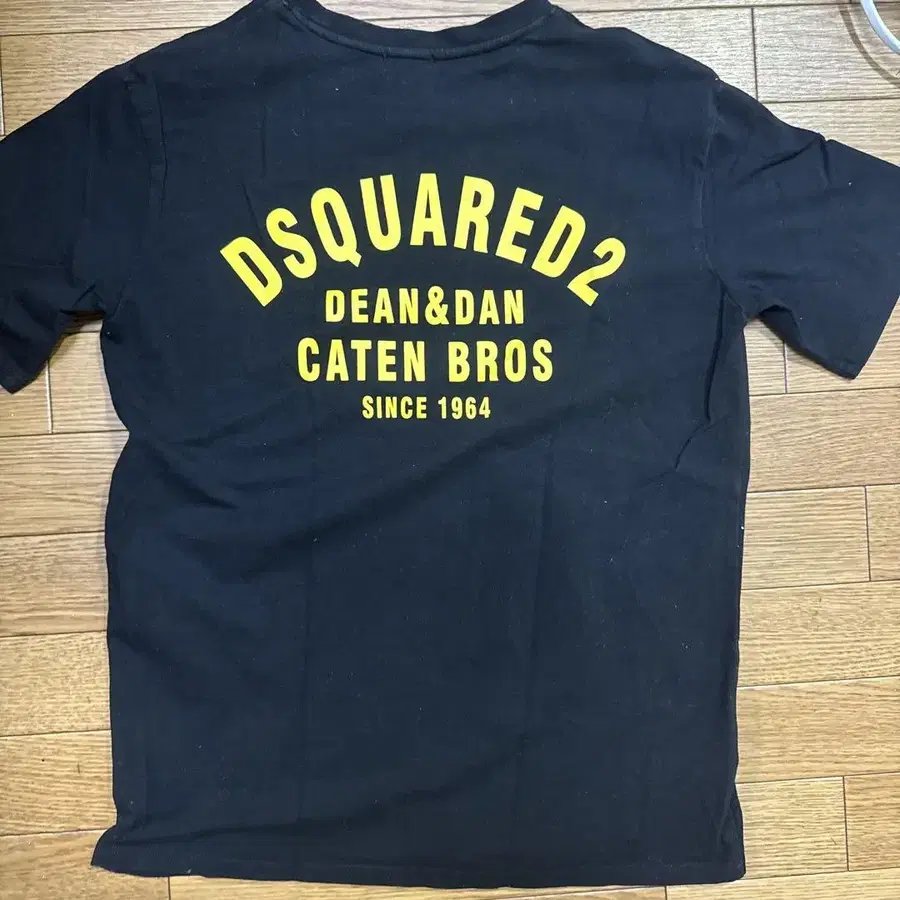 DSQUARED2
DEAN&DAN
CATEN BROS
SINCE 1964